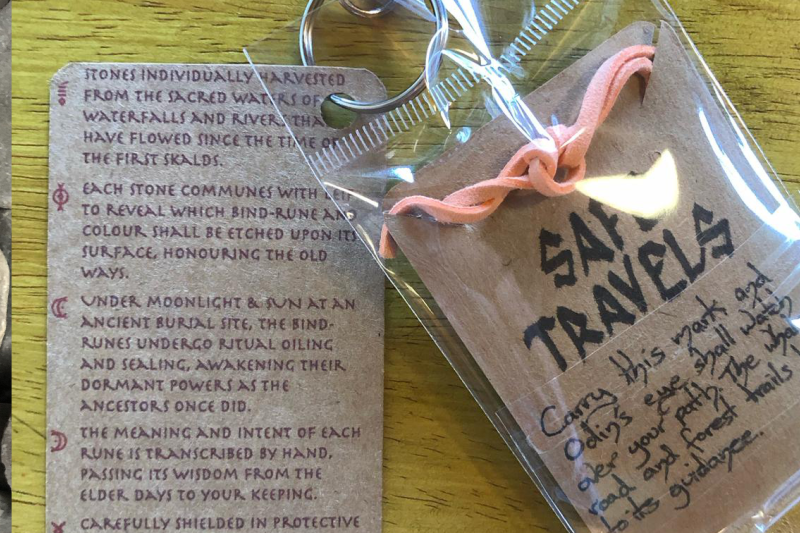 STONES INDIVIDUALLY HARVESTED
FROM THE SACRED WATERS OF
WATERFALLS AND RIVERS THA
HAVE FLOWED SINCE THE TIME OF
THE FIRST SKALDS.
EACH STONE COMMUNES WITH LEIF
TO REVEAL WHICH BIND-RUNE AND
COLOUR SHALL BE ETCHED UPON ITS
SURFACE, HONOURING THE OLD
WAYS.
UNDER MOONLIGHT & SUN AT AN
ANCIENT BURIAL SITE, THE BIND-
RUNES UNDERGO RITUAL OILING
AND SEALING, AWAKENING THEIR
DORMANT POWERS AS THE
ANCESTORS ONCE DID.
THE MEANING AND INTENT OF EACH
RUNE IS TRANSCRIBED BY HAND,
PASSING ITS WISDOM FROM THE
ELDER DAYS TO YOUR KEEPING.
CAREFULLY SHIELDED IN PROTECTIVE
SAF
TRAVELS
Carry this mark and
Odin's eye shall watch
over your path. The
road and forest trails
to its guidance.